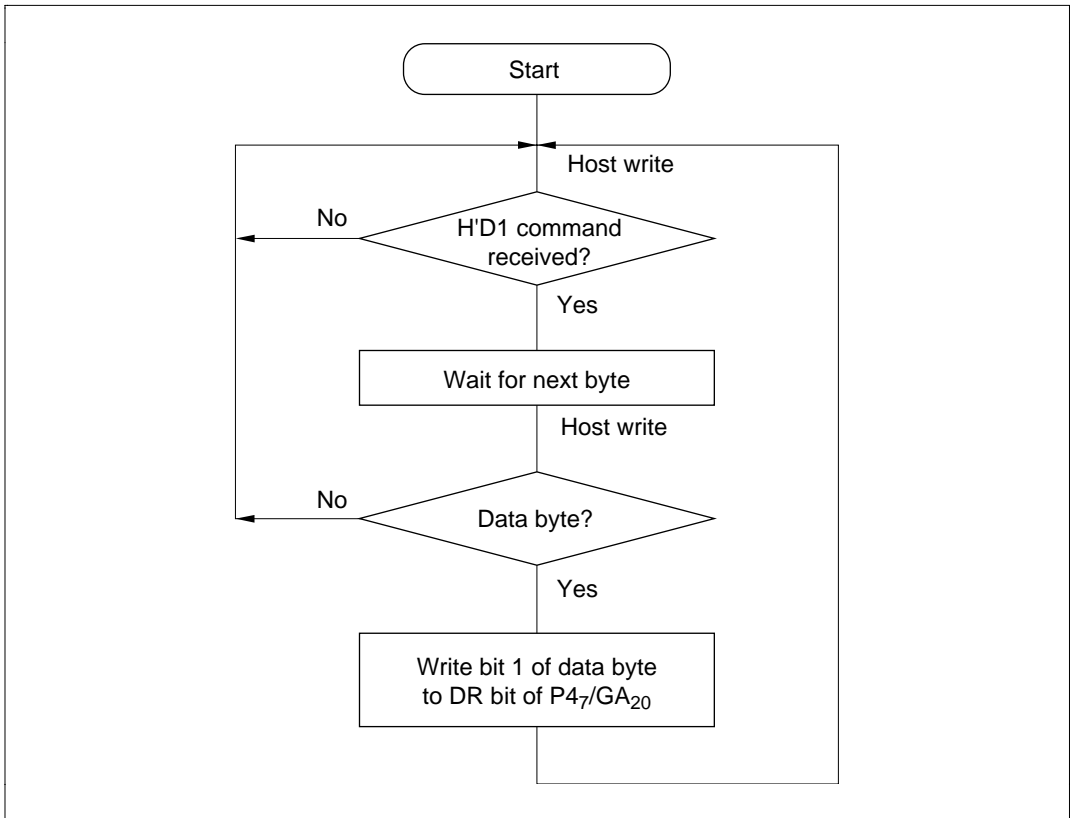 Start
Host write
No
H'D1 command
received?
Yes
Wait for next byte
Host write
No
Data byte?
Yes
Write bit 1 of data byte
to DR bit of P4₇/GA₂₀